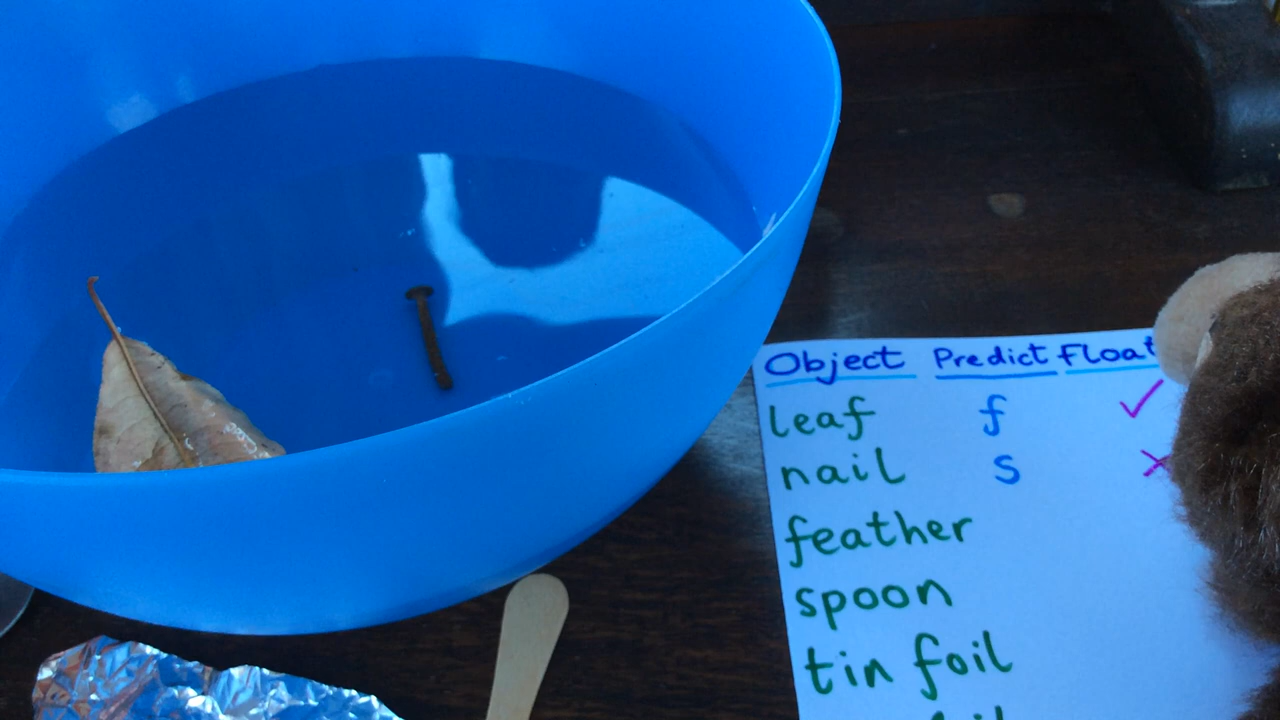 Object Predict Float
leaf f ✓
nail s ×
feather
spoon
tin foil